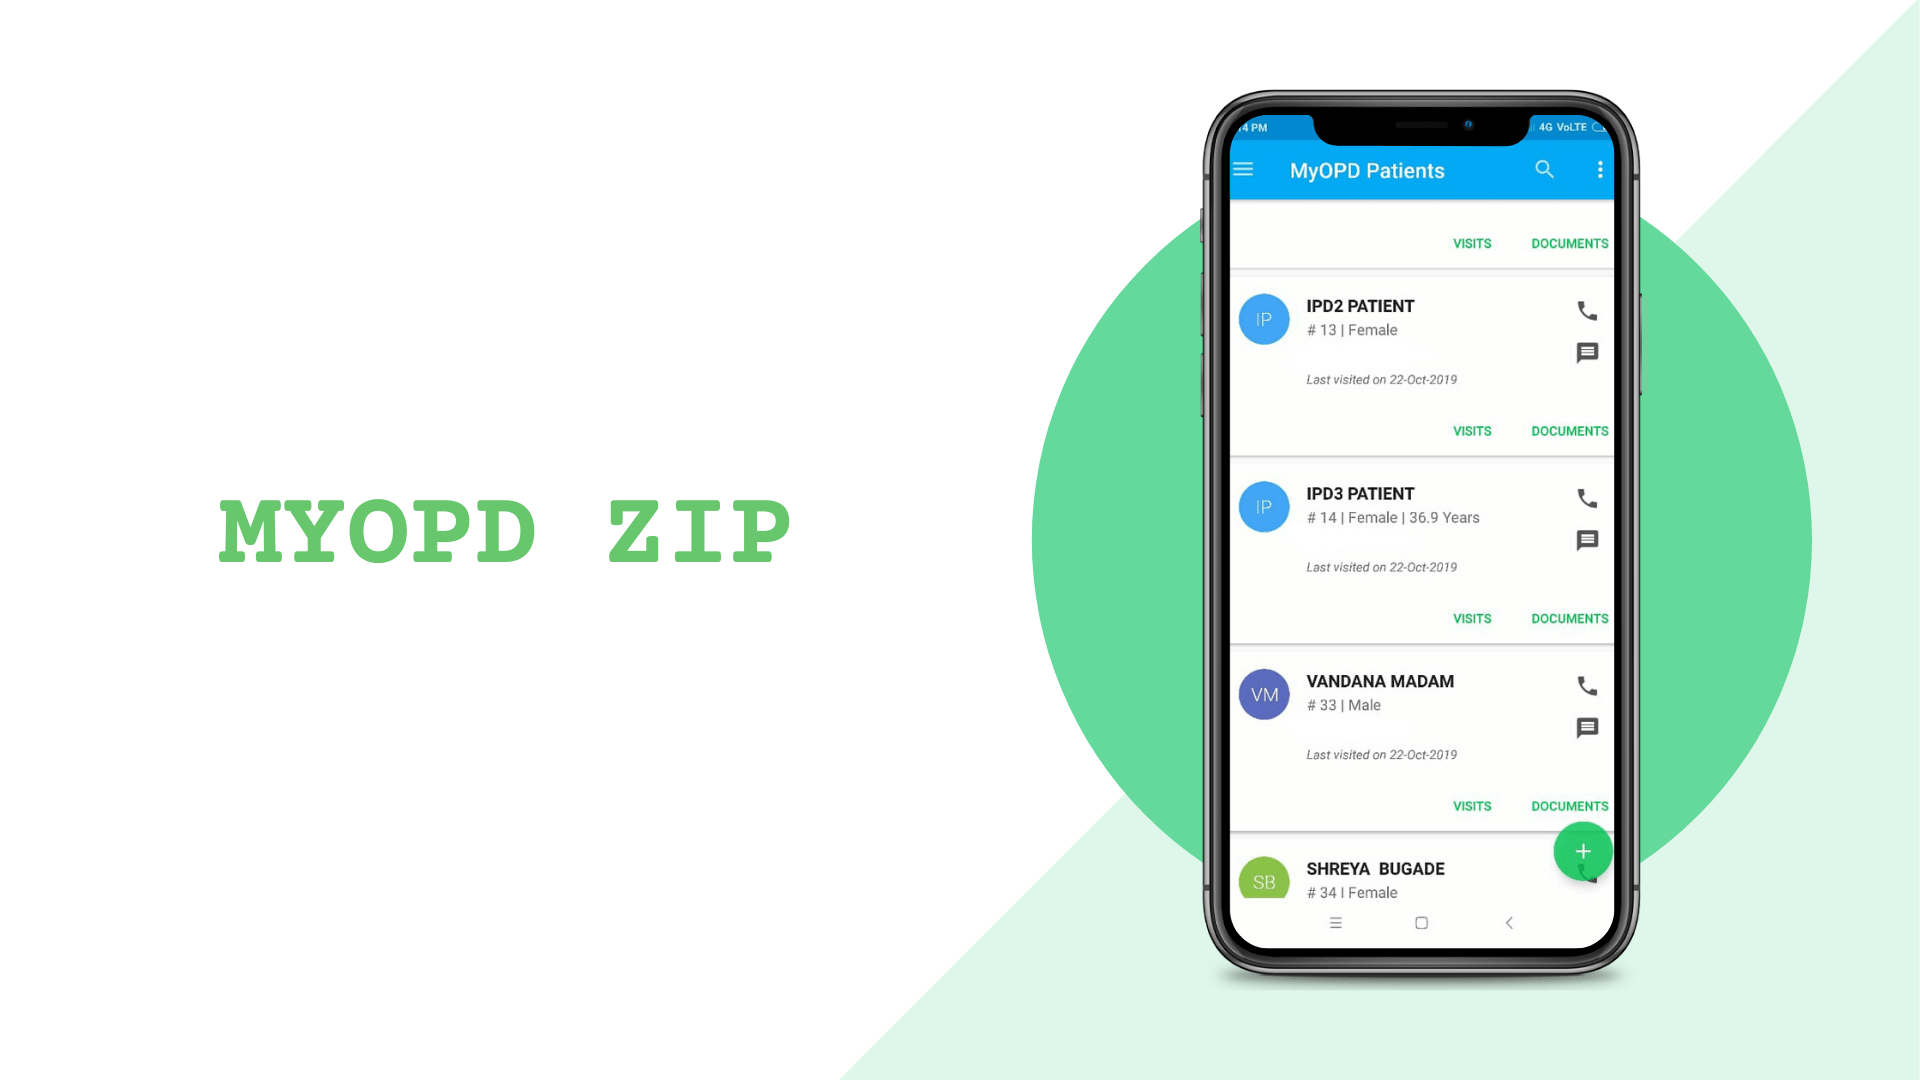 MYOPD ZIP
4 PM
4G VoLTE
MyOPD Patients
VISITS DOCUMENTS
IP
IPD2 PATIENT
# 13 | Female
Last visited on 22-Oct-2019
VISITS DOCUMENTS
IP
IPD3 PATIENT
# 14 | Female | 36.9 Years
Last visited on 22-Oct-2019
VISITS DOCUMENTS
VM
VANDANA MADAM
# 33 | Male
Last visited on 22-Oct-2019
VISITS DOCUMENTS
SB
SHREYA BUGADE
# 34 | Female